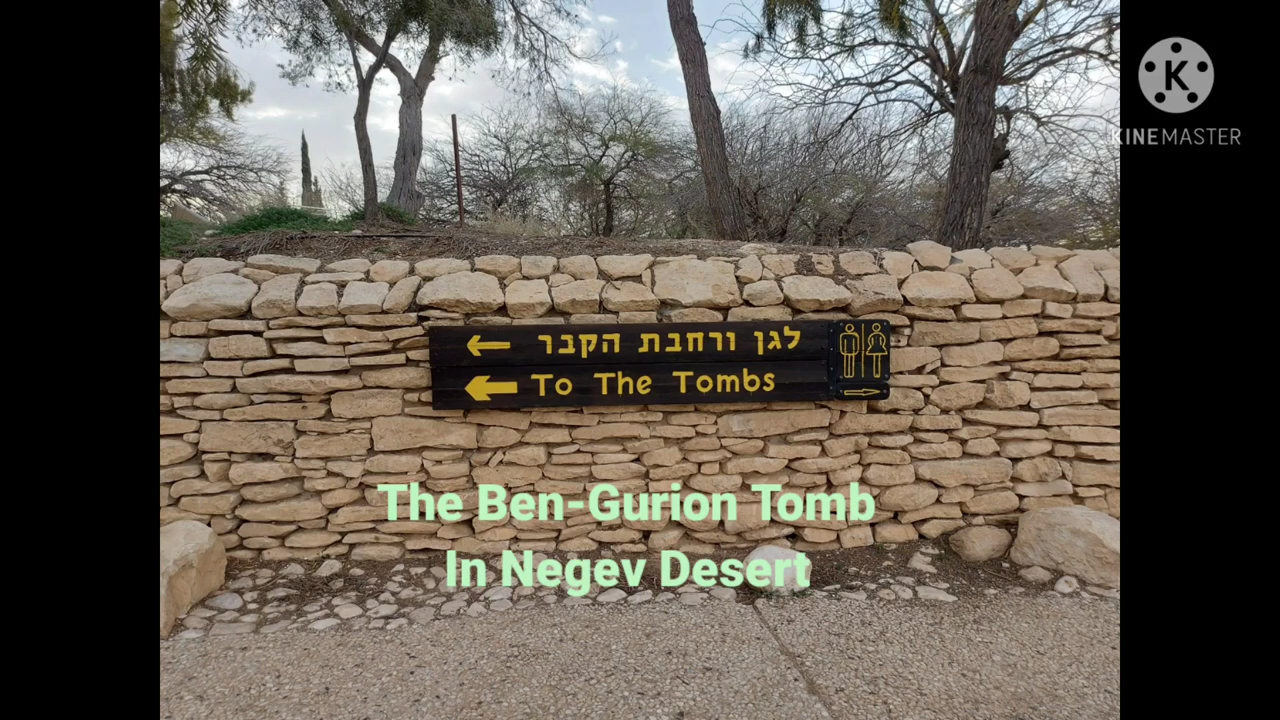 KINEMASTER
לגן ורחבת הקבר
To The Tombs
The Ben-Gurion Tomb
In Negev Desert